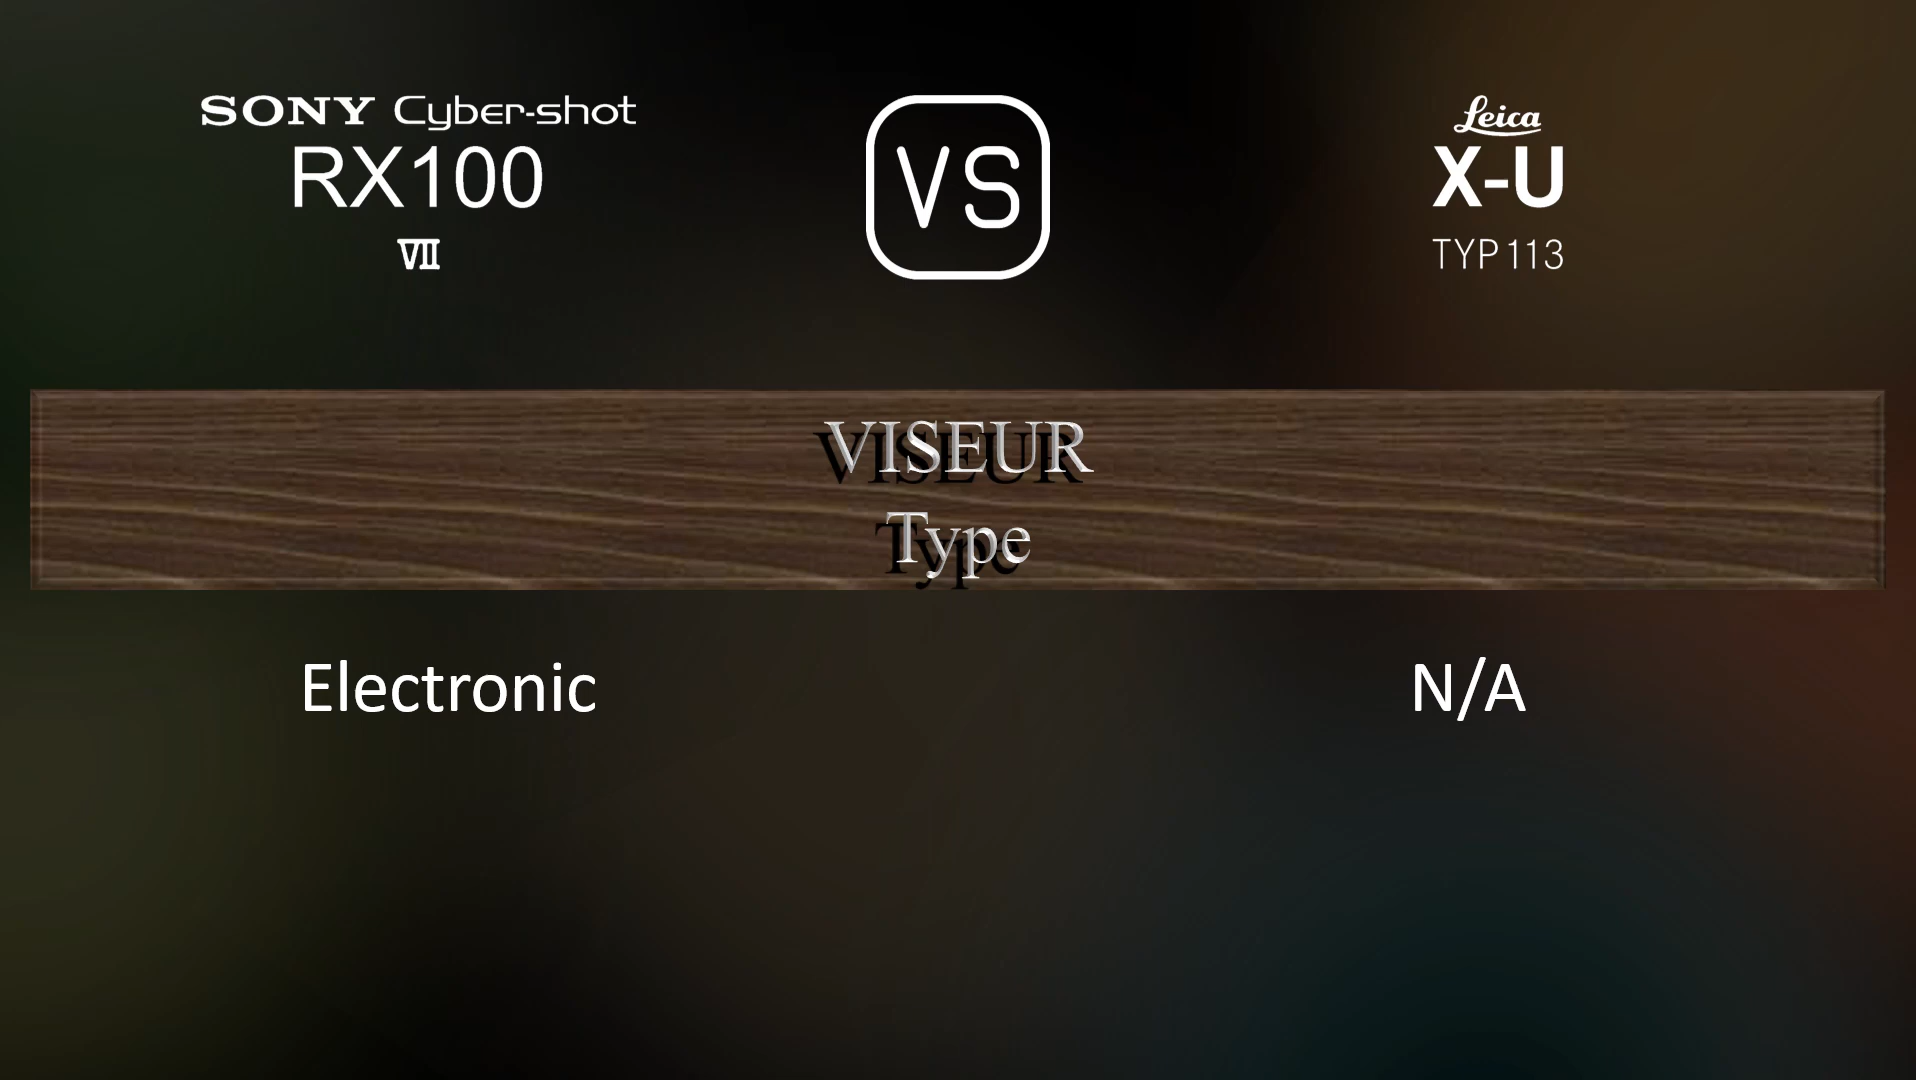 SONY Cyber-shot
RX100
VII
VS
Leica
X-U
TYP 113
VISEUR
Type
Electronic
N/A